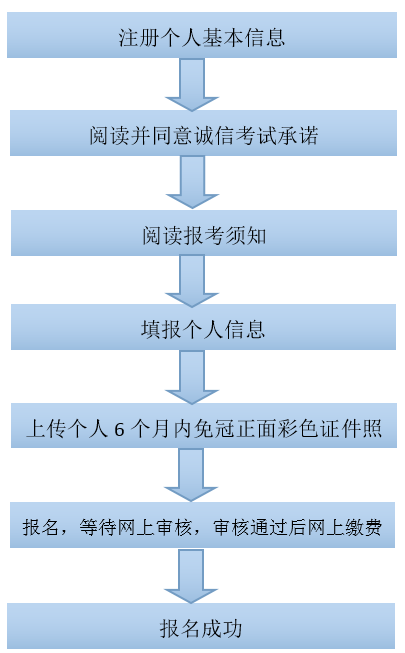 注册个人基本信息
阅读并同意诚信考试承诺
阅读报考须知
填报个人信息
上传个人 6 个月内免冠正面彩色证件照
报名，等待网上审核，审核通过后网上缴费
报名成功